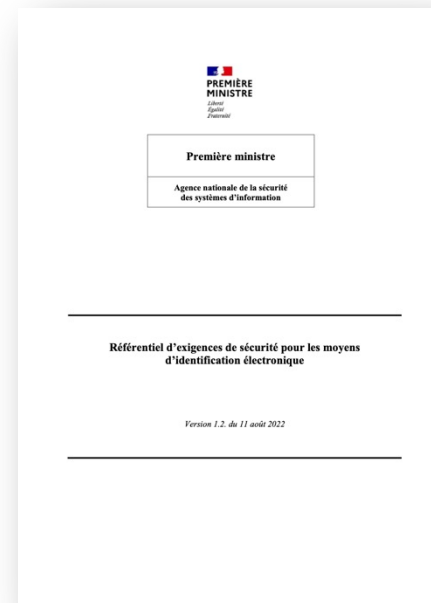 PREMIÈRE
MINISTRE
Liberté
Égalité
Fraternité
Première ministre
Agence nationale de la sécurité
des systèmes d'information
Référentiel d'exigences de sécurité pour les moyens
d'identification électronique
Version 1.2. du 11 août 2022